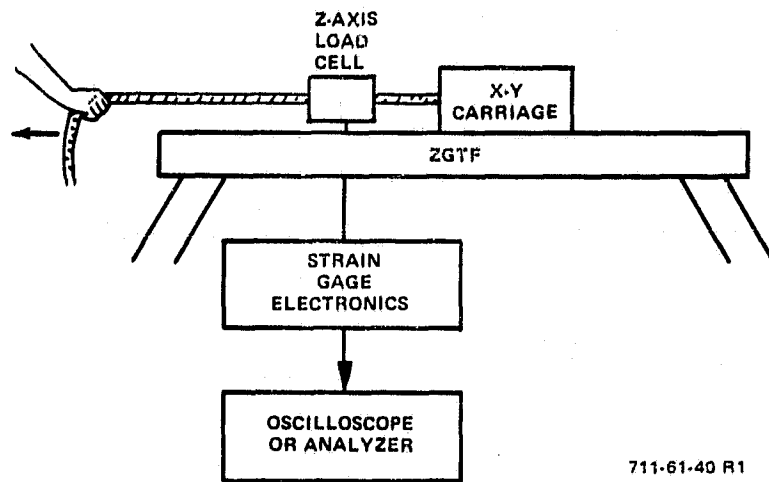 Z-AXIS
LOAD
CELL
X-Y
CARRIAGE
ZGTF
STRAIN
GAGE
ELECTRONICS
OSCILLOSCOPE
OR ANALYZER
711-61-40 R1